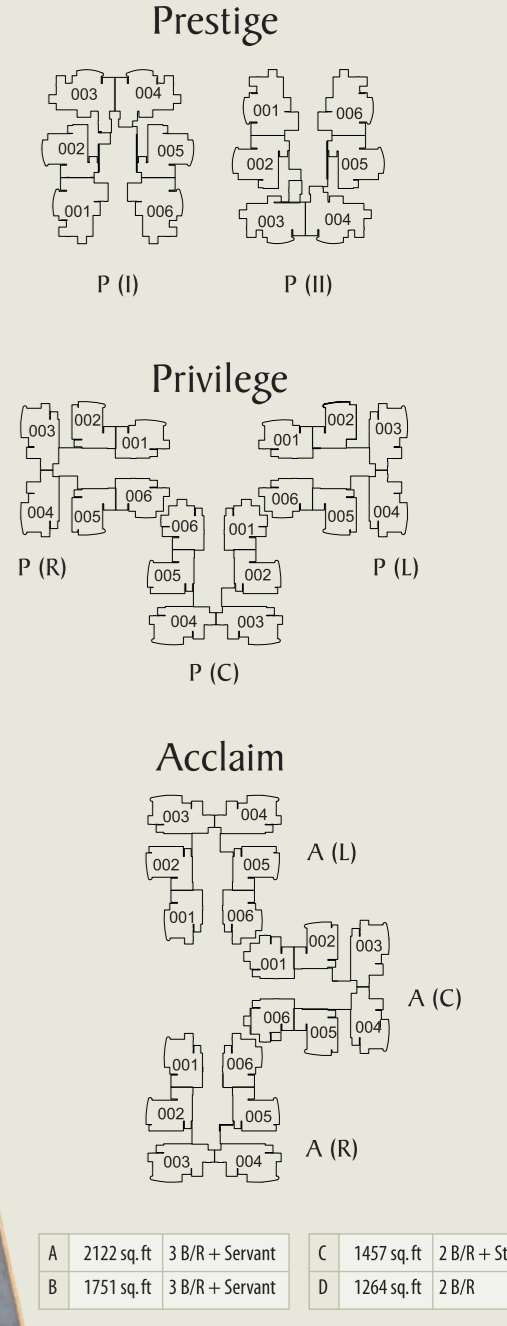 Prestige
003 004
002 005
001 006
P (I)
001 006
002 005
003 004
P (II)
Privilege
003 002 001
004 005 006
P (R)
001 002 003
006 005 004
P (L)
006 001
005 002
004 003
P (C)
Acclaim
003 004
002 005
001 006
A (L)
001 002 003
006 005 004
A (C)
001 006
002 005
003 004
A (R)
A 2122 sq.ft 3 B/R + Servant C 1457 sq.ft 2 B/R + St
B 1751 sq.ft 3 B/R + Servant D 1264 sq.ft 2 B/R